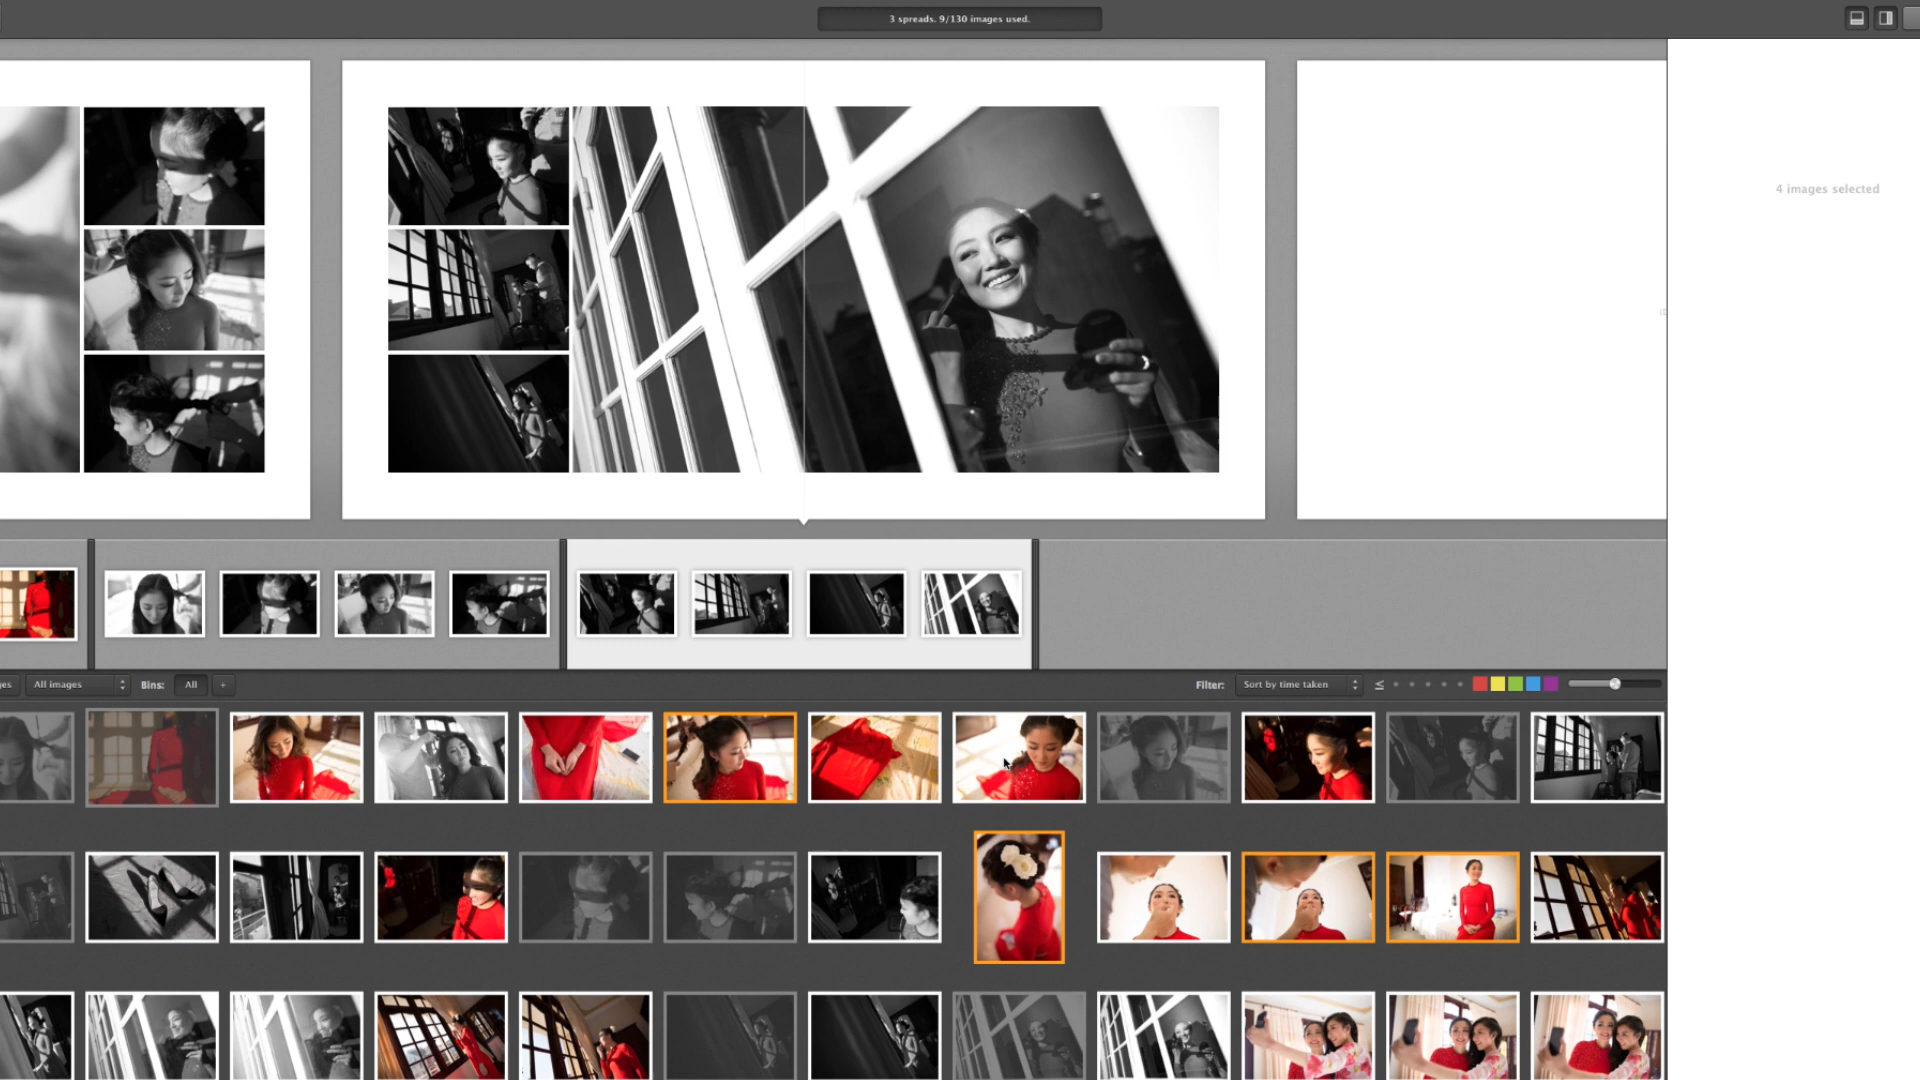 3 spreads. 9/130 images used.
4 images selected
All images
Bins:
All
+
Filter:
Sort by time taken
≤